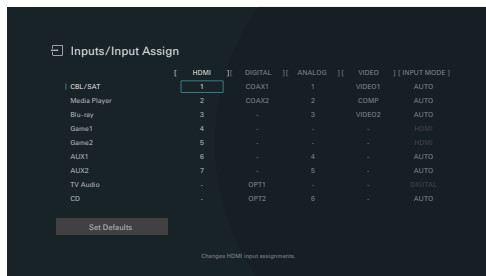 Inputs/Input Assign
[ HDMI ][ DIGITAL ][ ANALOG ][ VIDEO ][ INPUT MODE ]
CBL/SAT 1 COAX1 1 VIDEO1 AUTO
Media Player 2 COAX2 2 COMP AUTO
Blu-ray 3 - 3 VIDEO2 AUTO
Game1 4 - - - HDMI
Game2 5 - - - HDMI
AUX1 6 - 4 - AUTO
AUX2 7 - 5 - AUTO
TV Audio - OPT1 - - DIGITAL
CD - OPT2 6 - AUTO
Set Defaults
Changes HDMI input assignments.